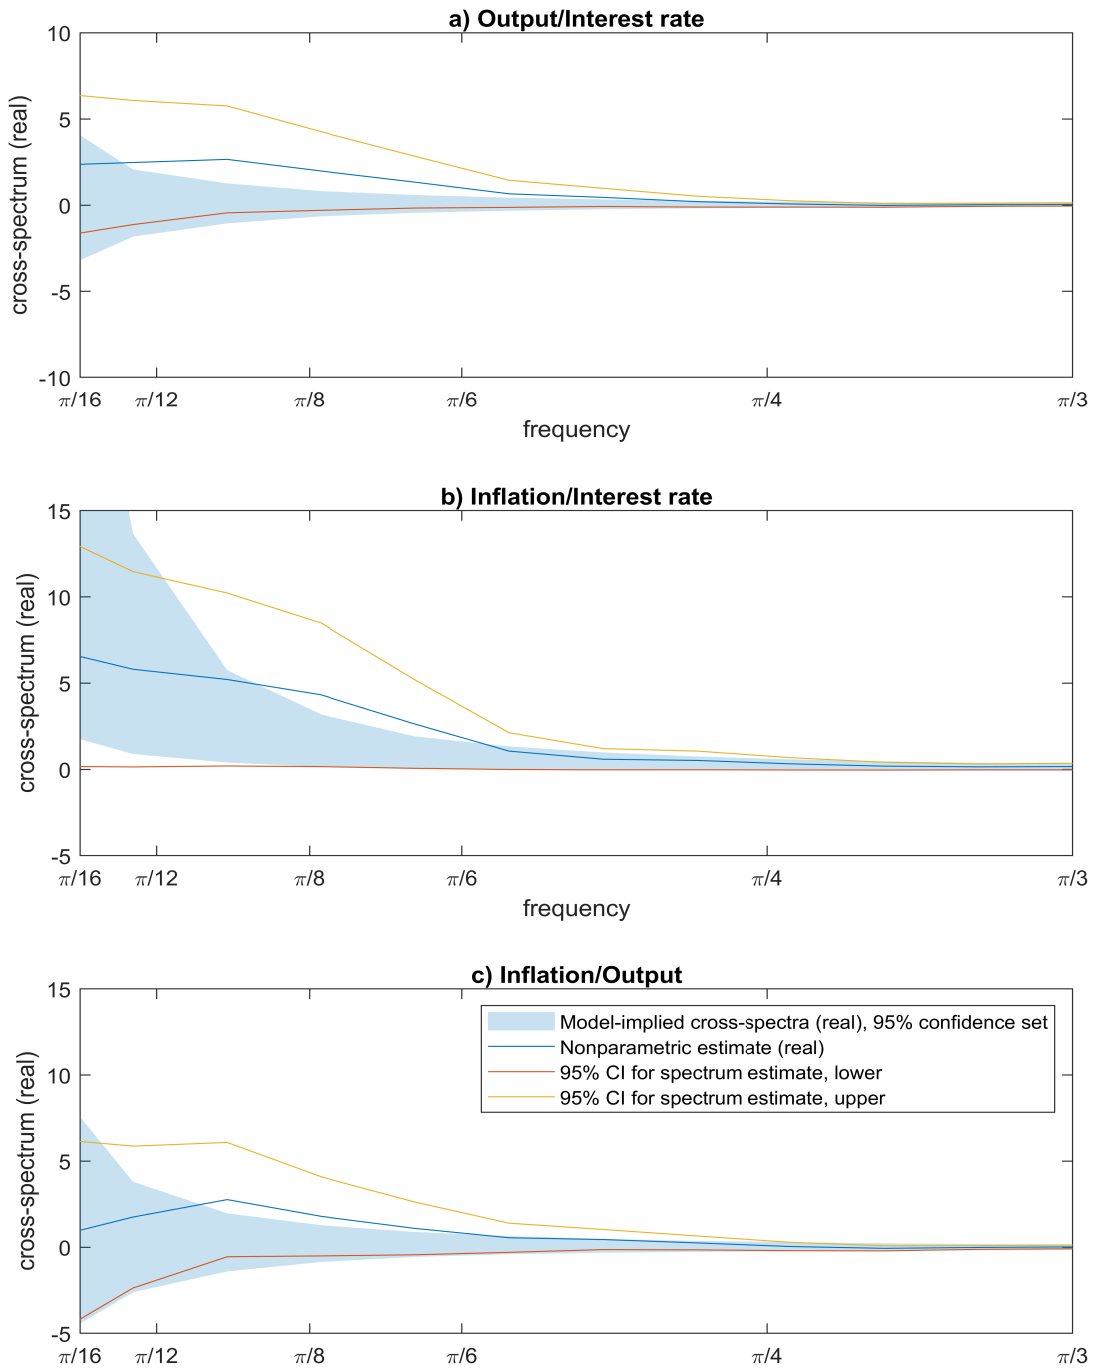 a) Output/Interest rate
10
5
0
-5
-10
cross-spectrum (real)
π/16 π/12 π/8 π/6 π/4 π/3
frequency
b) Inflation/Interest rate
15
10
5
0
-5
cross-spectrum (real)
π/16 π/12 π/8 π/6 π/4 π/3
frequency
c) Inflation/Output
15
10
5
0
-5
cross-spectrum (real)
Model-implied cross-spectra (real), 95% confidence set
Nonparametric estimate (real)
95% CI for spectrum estimate, lower
95% CI for spectrum estimate, upper
π/16 π/12 π/8 π/6 π/4 π/3